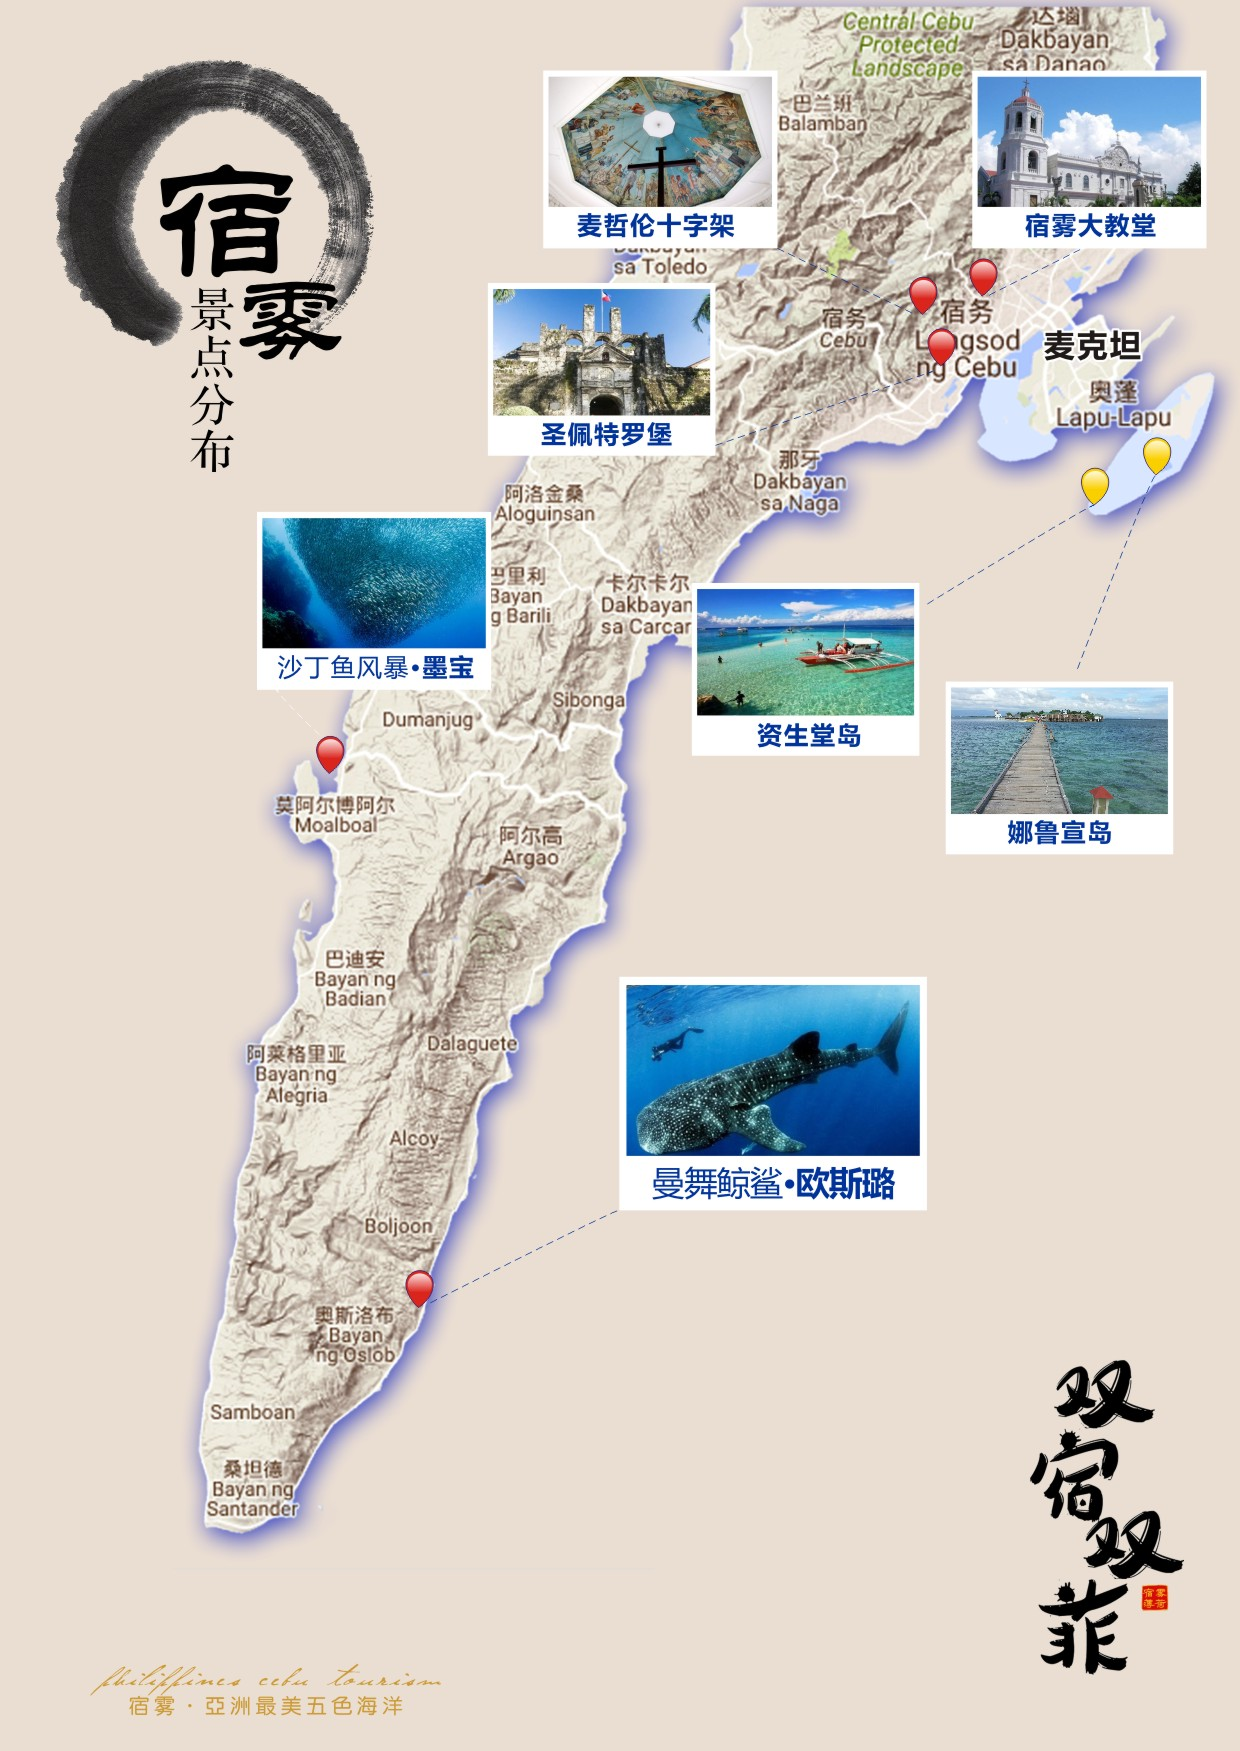 Central Cebu
Protected
Landscape
达瑙
Dakbayan
sa Danao
巴兰班
Balamban
麦哲伦十字架
宿雾大教堂
宿雾
景点分布
Dakbayan
sa Toledo
宿务
Cebu
宿务
ng Cebu
麦克坦
奥蓬
Lapu-Lapu
圣佩特罗堡
那牙
Dakbayan
sa Naga
阿洛金桑
Aloguinsan
巴里利
Bayan
g Barili
卡尔卡尔
Dakbayan
sa Carcar
沙丁鱼风暴•墨宝
Sibonga
Dumanjug
资生堂岛
娜鲁宣岛
莫阿尔博阿尔
Moalboal
阿尔高
Argao
巴迪安
Bayan ng
Badian
Dalaguete
阿莱格里亚
Bayan ng
Alegria
Alcoy
曼舞鲸鲨•欧斯璐
Boljoon
奥斯洛布
Bayan
ng Oslob
Samboan
桑坦德
Bayan ng
Santander
双宿双菲
philippines cebu tourism
宿雾·亞洲最美五色海洋